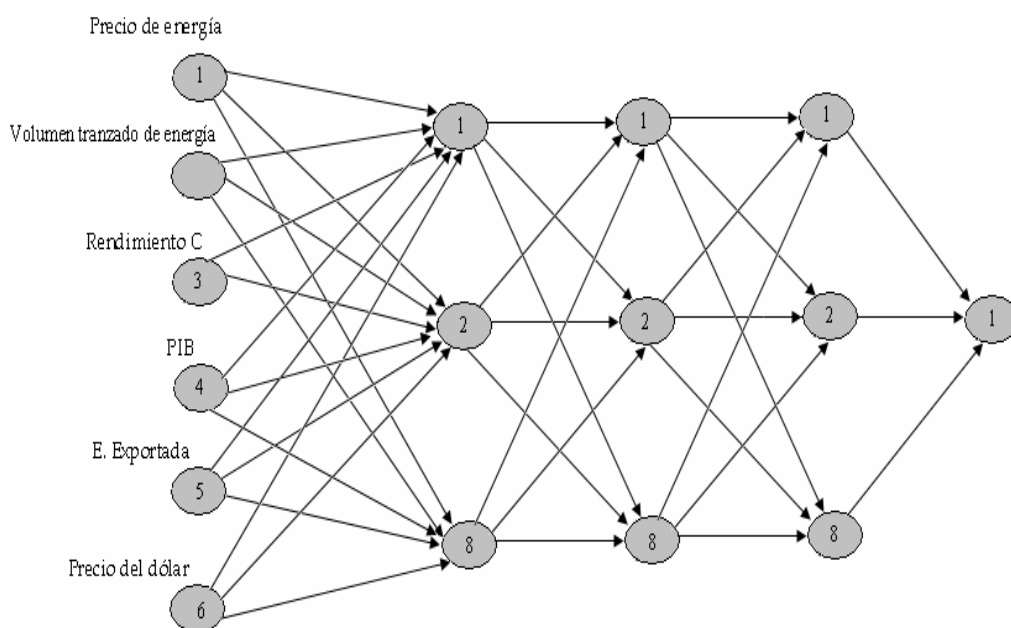 Precio de energía
1
Volumen tranzado de energía
Rendimiento C
3
PIB
4
E. Exportada
5
Precio del dólar
6
1
2
8
1
2
8
1
2
8
1